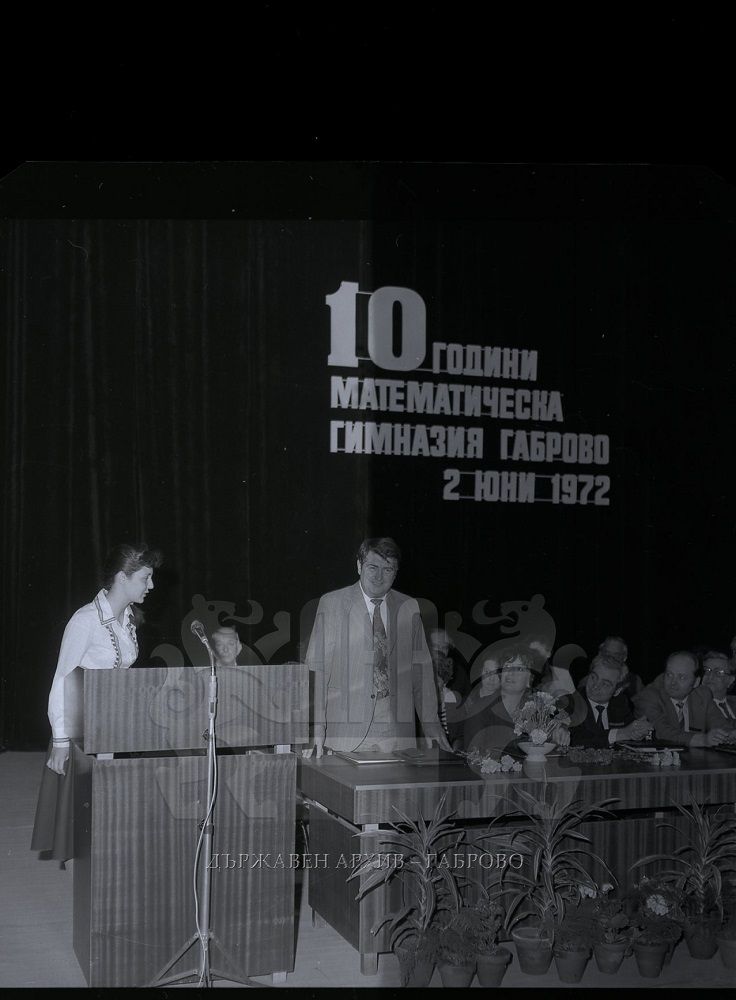 10 ГОДИНИ
МАТЕМАТИЧЕСКА
ГИМНАЗИЯ ГАБРОВО
2 ЮНИ 1972
ДЪРЖАВЕН АРХИВ - ГАБРОВО